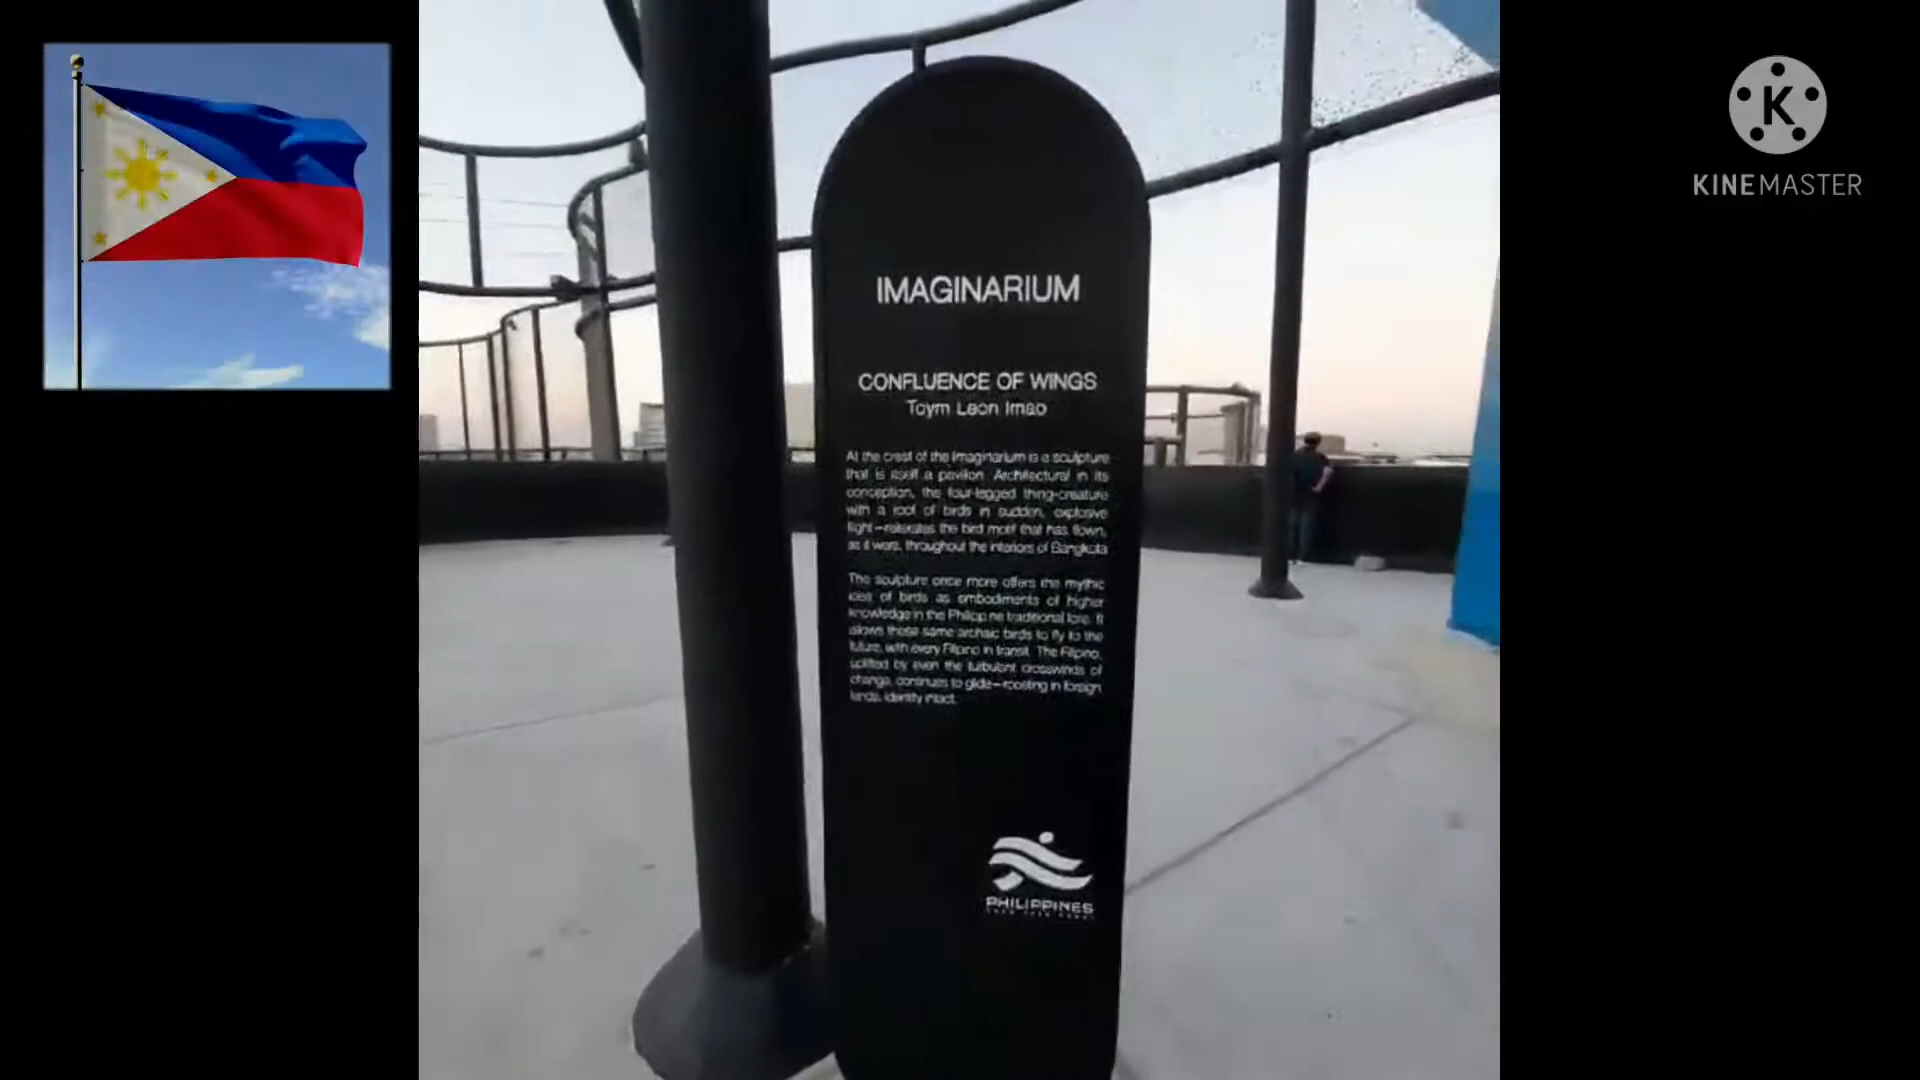 K
KINEMASTER
IMAGINARIUM
CONFLUENCE OF WINGS
Toym Leon Imao
At the crest of the Imaginarium is a sculpture
that is itself a pavilion. Architectural in its
conception, the four-legged thing-creature
with a roof of birds in sudden, explosive
flight—reiterates the bird motif that has flown,
as it were, throughout the interiors of Bangkota
The sculpture once more offers the mythic
idea of birds as embodiments of higher
knowledge in the Philippine traditional lore. It
allows these same archaic birds to fly to the
future, with every Filipino in transit. The Filipino,
uplifted by even the turbulent crosswinds of
change, continues to glide—roosting in foreign
lands, identity intact.
PHILIPPINES